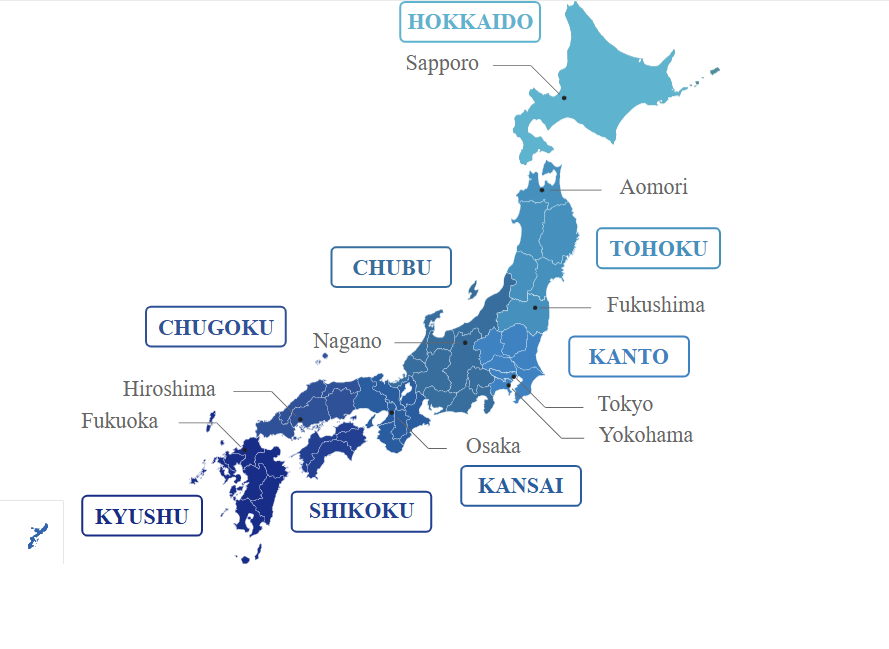 HOKKAIDO
Sapporo
Aomori
TOHOKU
CHUBU
Fukushima
CHUGOKU
Nagano
KANTO
Hiroshima
Tokyo
Fukuoka
Yokohama
Osaka
KANSAI
SHIKOKU
KYUSHU